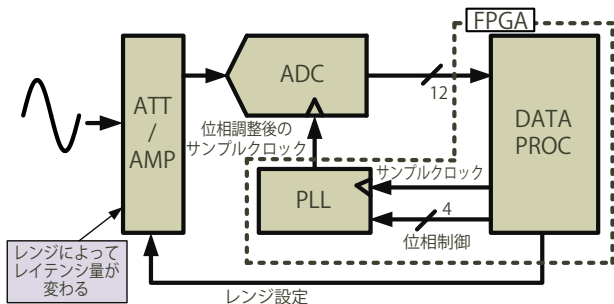 FPGA
ATT
/
AMP
ADC
12
DATA
PROC
位相調整後の
サンプルクロック
サンプルクロック
PLL
4
位相制御
レンジによって
レイテンシ量が
変わる
レンジ設定